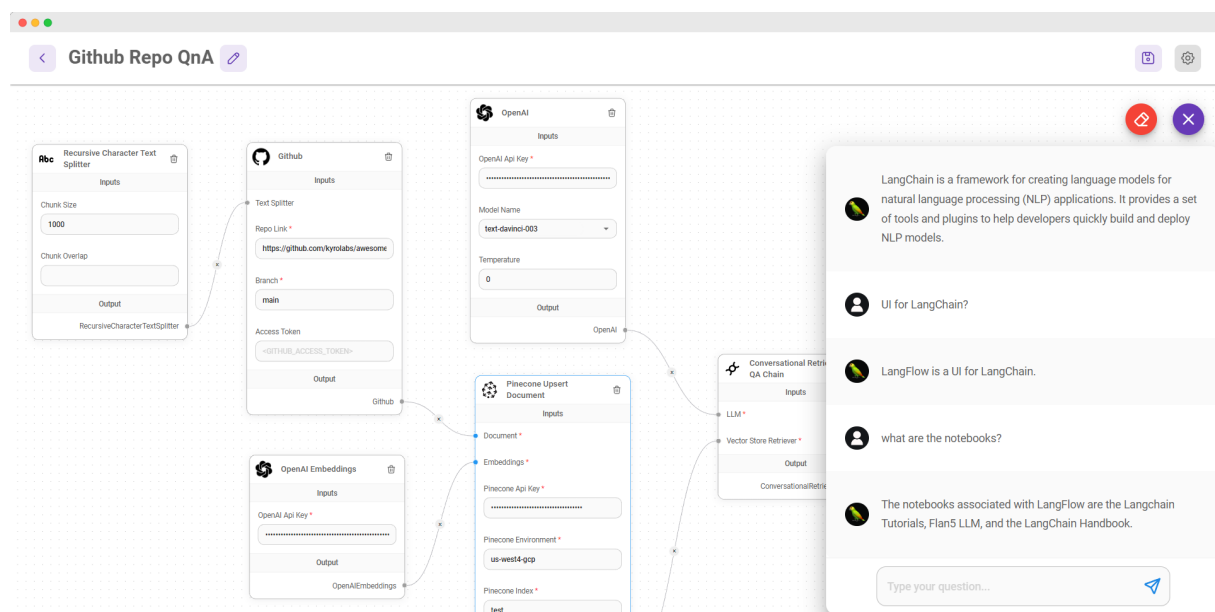 Github Repo QnA
Abc
Recursive Character Text
Splitter
Inputs
Chunk Size
1000
Chunk Overlap
Output
RecursiveCharacterTextSplitter
Github
Inputs
Text Splitter
Repo Link *
https://github.com/kyrolabs/awesome
Branch *
main
Access Token
<GITHUB_ACCESS_TOKEN>
Output
Github
OpenAI Embeddings
Inputs
OpenAI Api Key *
Output
OpenAIEmbeddings
OpenAI
Inputs
OpenAI Api Key *
Model Name
text-davinci-003
Temperature
0
Output
OpenAI
Pinecone Upsert
Document
Inputs
Document *
Embeddings *
Pinecone Api Key *
Pinecone Environment *
us-west4-gcp
Pinecone Index *
test
Conversational Retri
QA Chain
Inputs
LLM *
Vector Store Retriever *
Output
ConversationalRetrie
LangChain is a framework for creating language models for
natural language processing (NLP) applications. It provides a set
of tools and plugins to help developers quickly build and deploy
NLP models.
UI for LangChain?
LangFlow is a UI for LangChain.
what are the notebooks?
The notebooks associated with LangFlow are the Langchain
Tutorials, Flan5 LLM, and the LangChain Handbook.
Type your question...